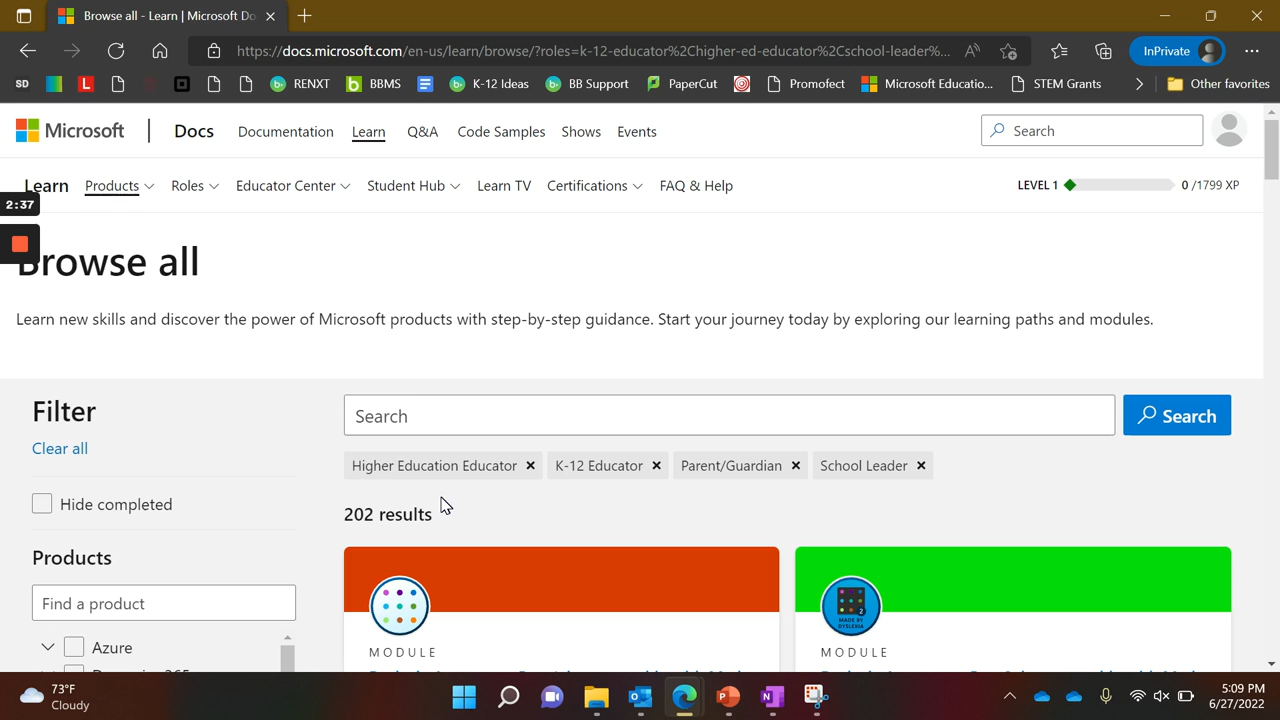 Browse all - Learn | Microsoft Do
https://docs.microsoft.com/en-us/learn/browse/?roles=k-12-educator%2Chigher-ed-educator%2Cschool-leader%...
InPrivate
SD
L
RENXT
BBMS
K-12 Ideas
BB Support
PaperCut
Promofect
Microsoft Educatio...
STEM Grants
Other favorites
Microsoft
Docs
Documentation
Learn
Q&A
Code Samples
Shows
Events
Search
Learn
Products
Roles
Educator Center
Student Hub
Learn TV
Certifications
FAQ & Help
LEVEL 1
0 /1799 XP
2:37
Browse all
Learn new skills and discover the power of Microsoft products with step-by-step guidance. Start your journey today by exploring our learning paths and modules.
Filter
Clear all
Search
Search
Higher Education Educator
K-12 Educator
Parent/Guardian
School Leader
Hide completed
202 results
Products
Find a product
Azure
MODULE
MADE BY
DYSLEXIA
2
MODULE
73°F
Cloudy
5:09 PM
6/27/2022